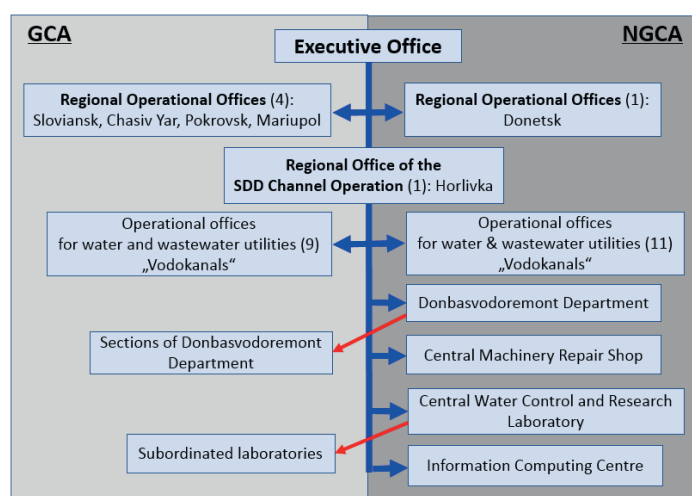 GCA
NGCA
Executive Office
Regional Operational Offices (4):
Sloviansk, Chasiv Yar, Pokrovsk, Mariupol
Regional Operational Offices (1):
Donetsk
Regional Office of the
SDD Channel Operation (1): Horlivka
Operational offices
for water and wastewater utilities (9)
„Vodokanals“
Operational offices
for water & wastewater utilities (11)
„Vodokanals“
Donbasvodoremont Department
Sections of Donbasvodoremont
Department
Central Machinery Repair Shop
Central Water Control and Research
Laboratory
Subordinated laboratories
Information Computing Centre